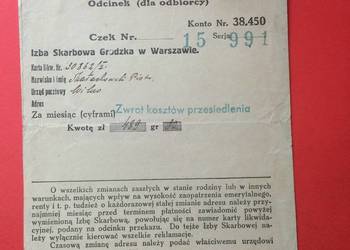 Odcinek (dla odbiorcy)
Konto Nr. 38.450
Czek Nr. 15 Serja 991
Izba Skarbowa Grodzka w Warszawie.
Karta likw. Nr.
Nazwisko i imię
Urząd pocztowy
Adres
Za miesiąc (cyframi) Zwrot kosztów przesiedlenia
Kwotę zł 488 gr
O wszelkich zmianach zaszłych w stanie rodziny lub w innych
warunkach, mających wpływ na wysokość zaopatrzenia emerytalnego,
renty i t. p. tudzież o każdorazowej stałej zmianie adresu należy przy-
najmniej miesiąc przed terminem płatności zawiadomić powyżej
wymienioną Izbę Skarbową, powołując się na numer karty likwida-
cyjnej, podany na odcinku przekazu. Do tejże Izby Skarbowej na-
leży wyłącznie kierować wszelkie reklamacje.
Czasową zmianę adresu należy podać właściwemu urzędowi